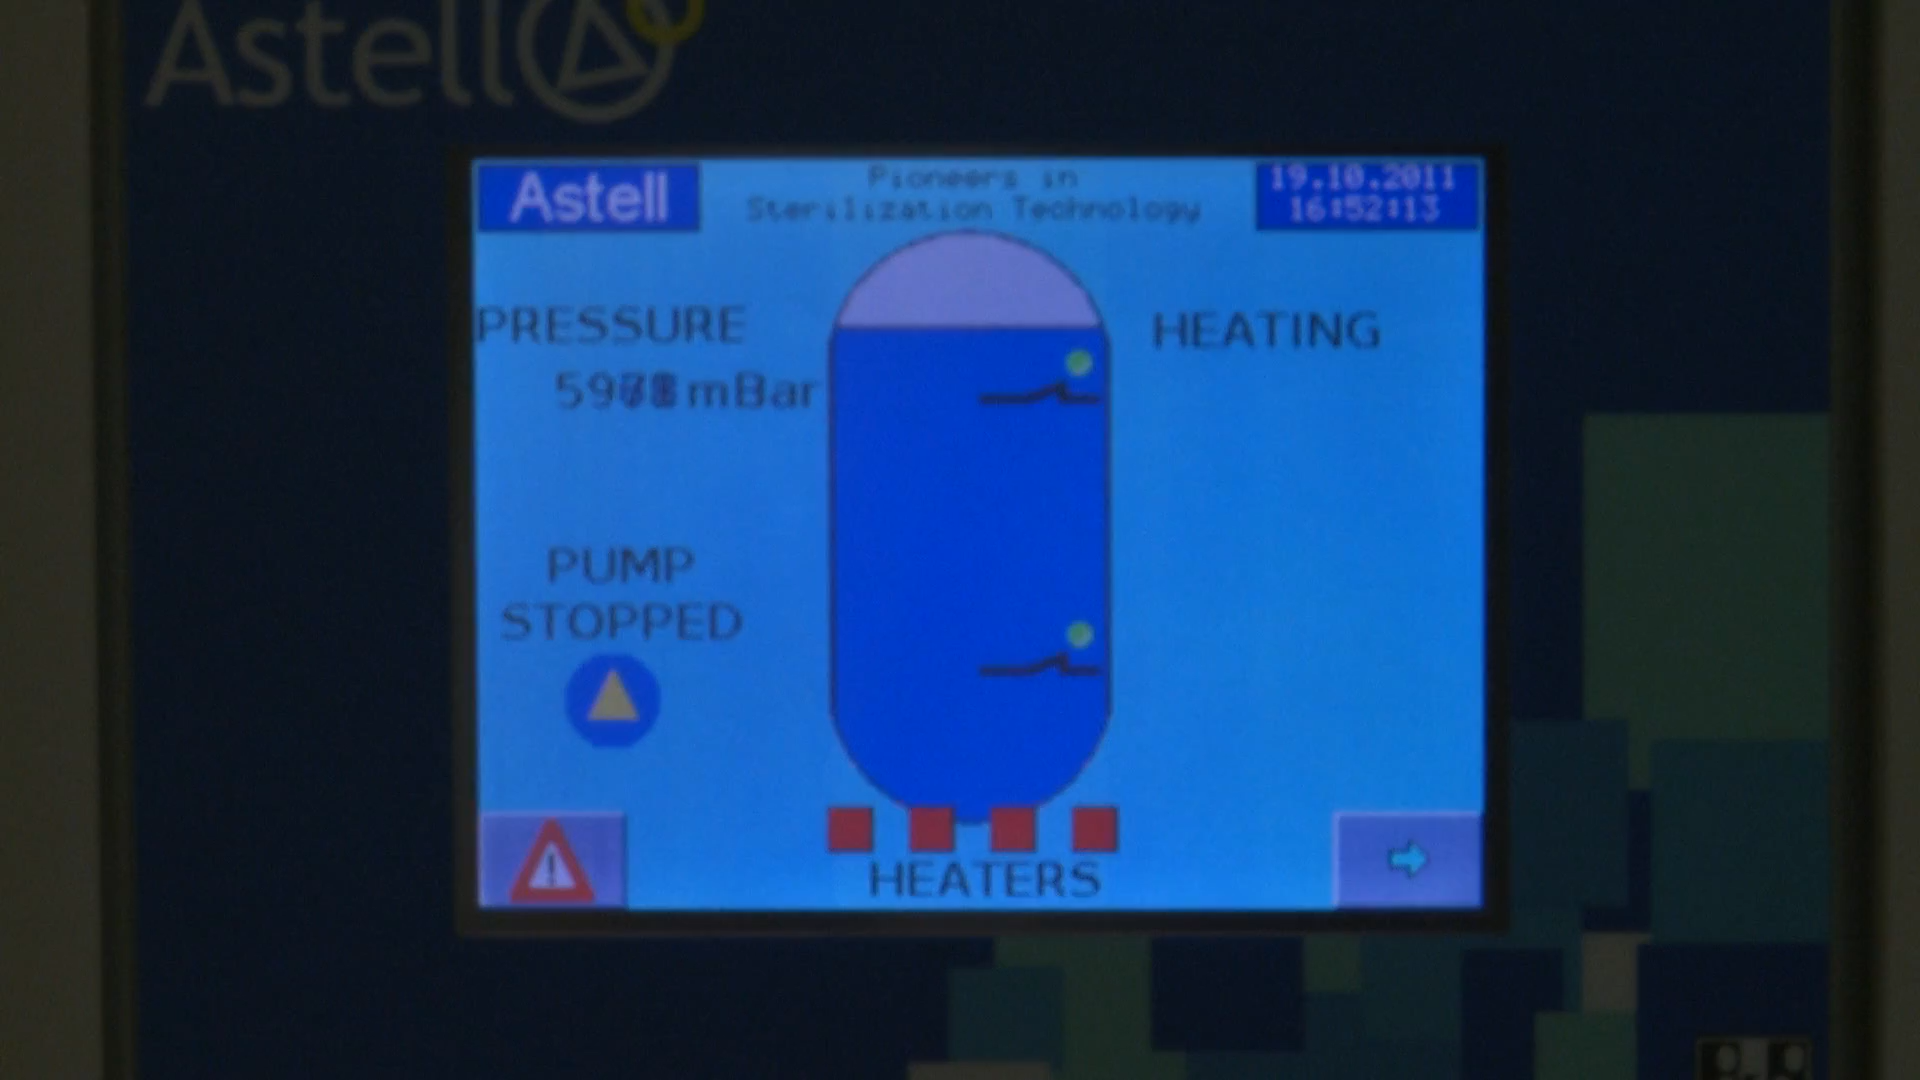 Astell
Astell
Pioneers in
Sterilization Technology
19.10.2011
16:52:13
PRESSURE
mBar
HEATING
PUMP
STOPPED
!
HEATERS